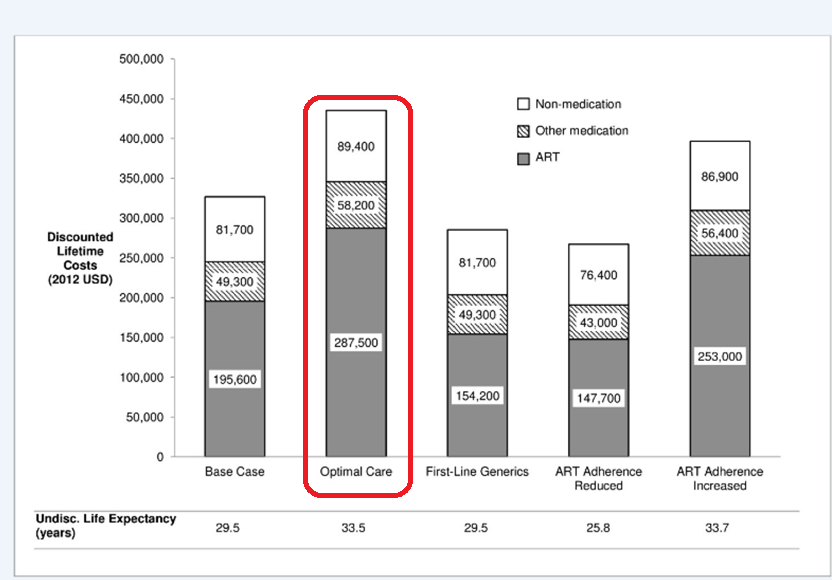 500,000
450,000
400,000
350,000
300,000
250,000
200,000
150,000
100,000
50,000
0
Discounted
Lifetime
Costs
(2012 USD)
Non-medication
Other medication
ART
81,700
49,300
195,600
89,400
58,200
287,500
81,700
49,300
154,200
76,400
43,000
147,700
86,900
56,400
253,000
Base Case
Optimal Care
First-Line Generics
ART Adherence
Reduced
ART Adherence
Increased
Undisc. Life Expectancy
(years)
29.5 33.5 29.5 25.8 33.7